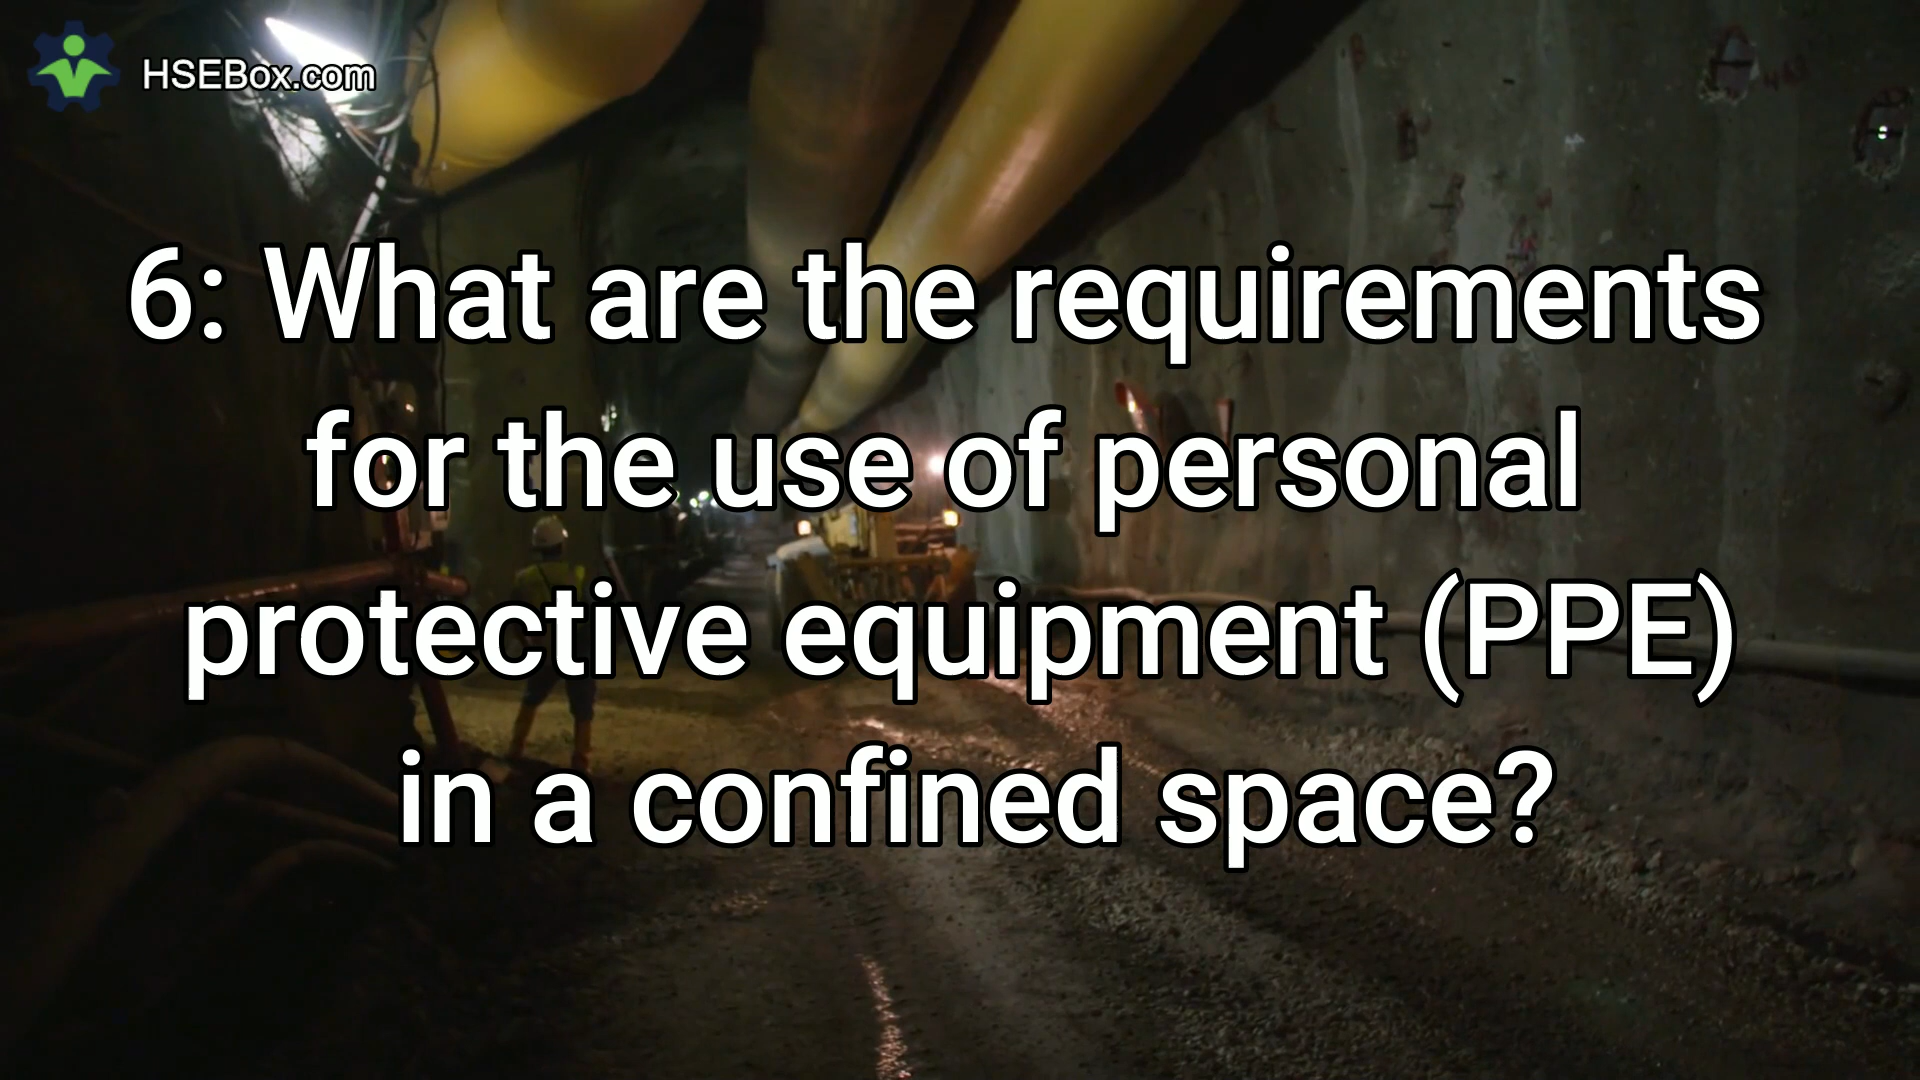 HSEBox.com
6: What are the requirements
for the use of personal
protective equipment (PPE)
in a confined space?